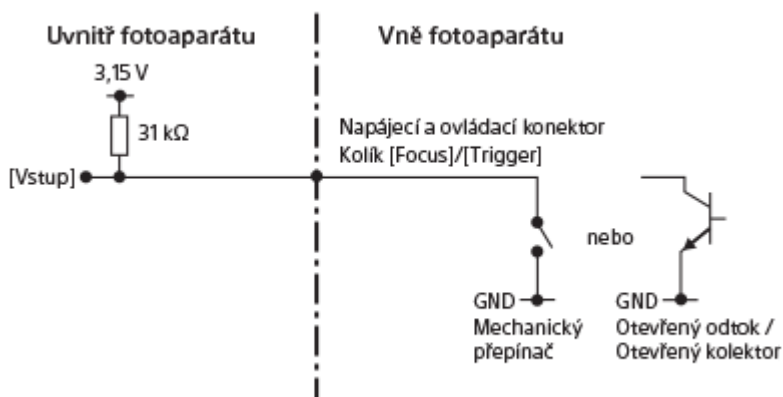 Uvnitř fotoaparátu
Vně fotoaparátu
3,15 V
31 kΩ
Napájecí a ovládací konektor
Kolík [Focus]/[Trigger]
[Vstup]
nebo
GND
Mechanický
přepínač
GND
Otevřený odtok /
Otevřený kolektor